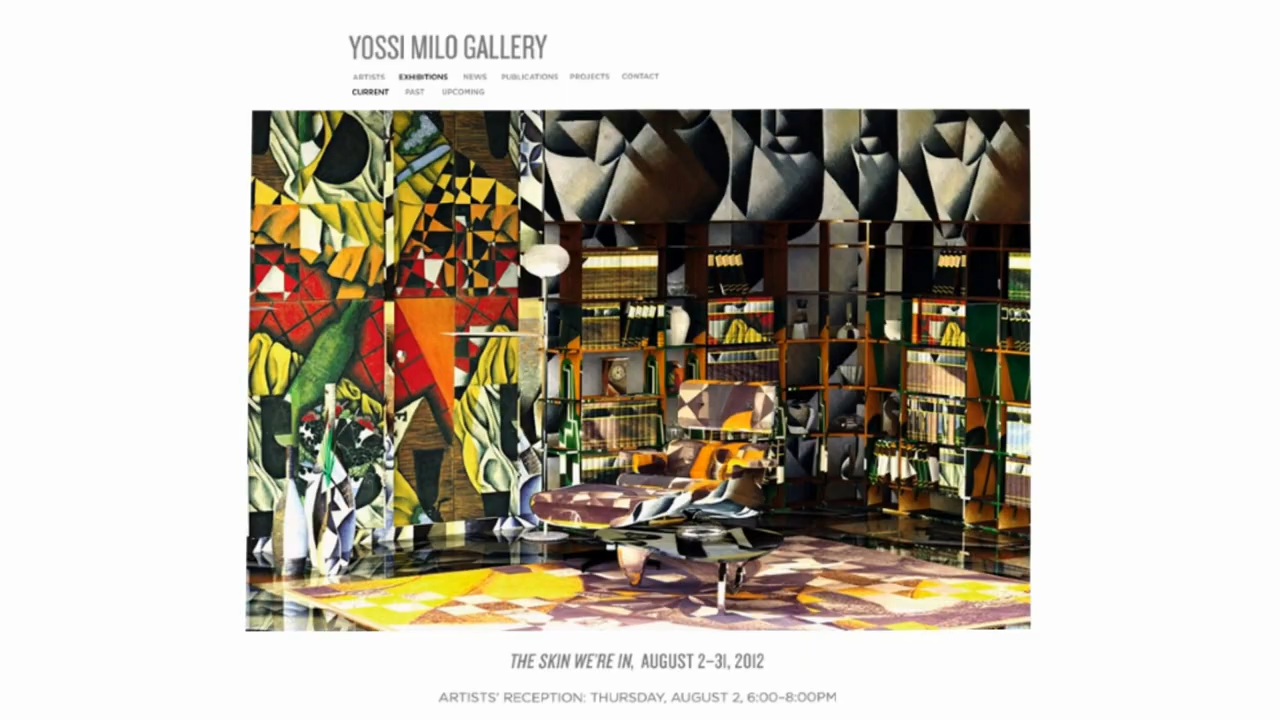 YOSSI MILO GALLERY
ARTISTS EXHIBITIONS NEWS PUBLICATIONS PROJECTS CONTACT
CURRENT PAST UPCOMING
THE SKIN WE'RE IN, AUGUST 2–31, 2012
ARTISTS' RECEPTION: THURSDAY, AUGUST 2, 6:00–8:00PM